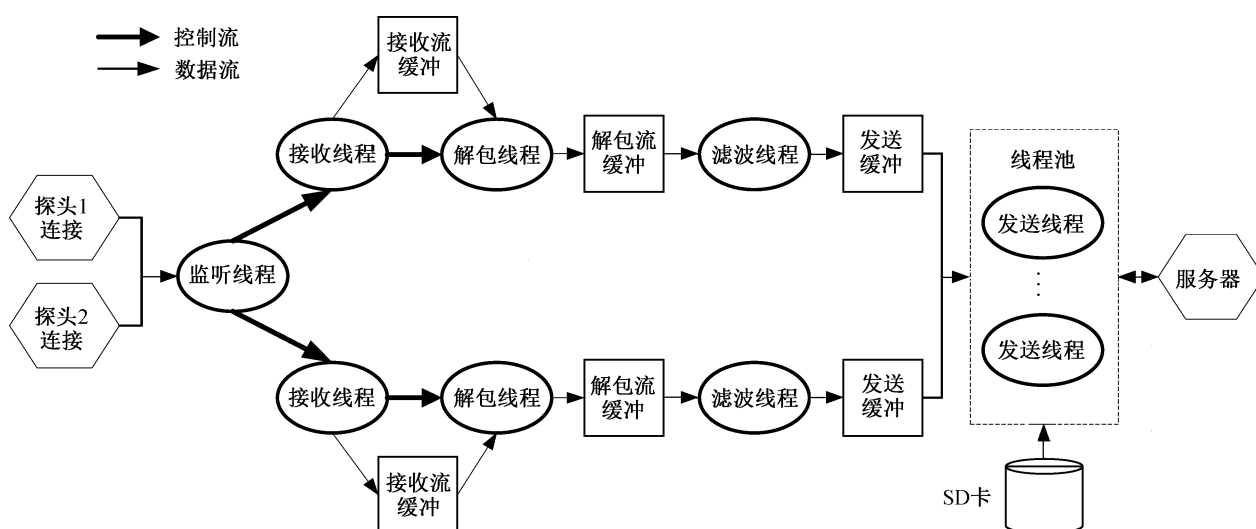 控制流
数据流
接收流
缓冲
接收线程
解包线程
解包流
缓冲
滤波线程
发送
缓冲
线程池
发送线程
探头1
连接
监听线程
服务器
探头2
连接
发送线程
接收线程
解包线程
解包流
缓冲
滤波线程
发送
缓冲
接收流
缓冲
SD卡